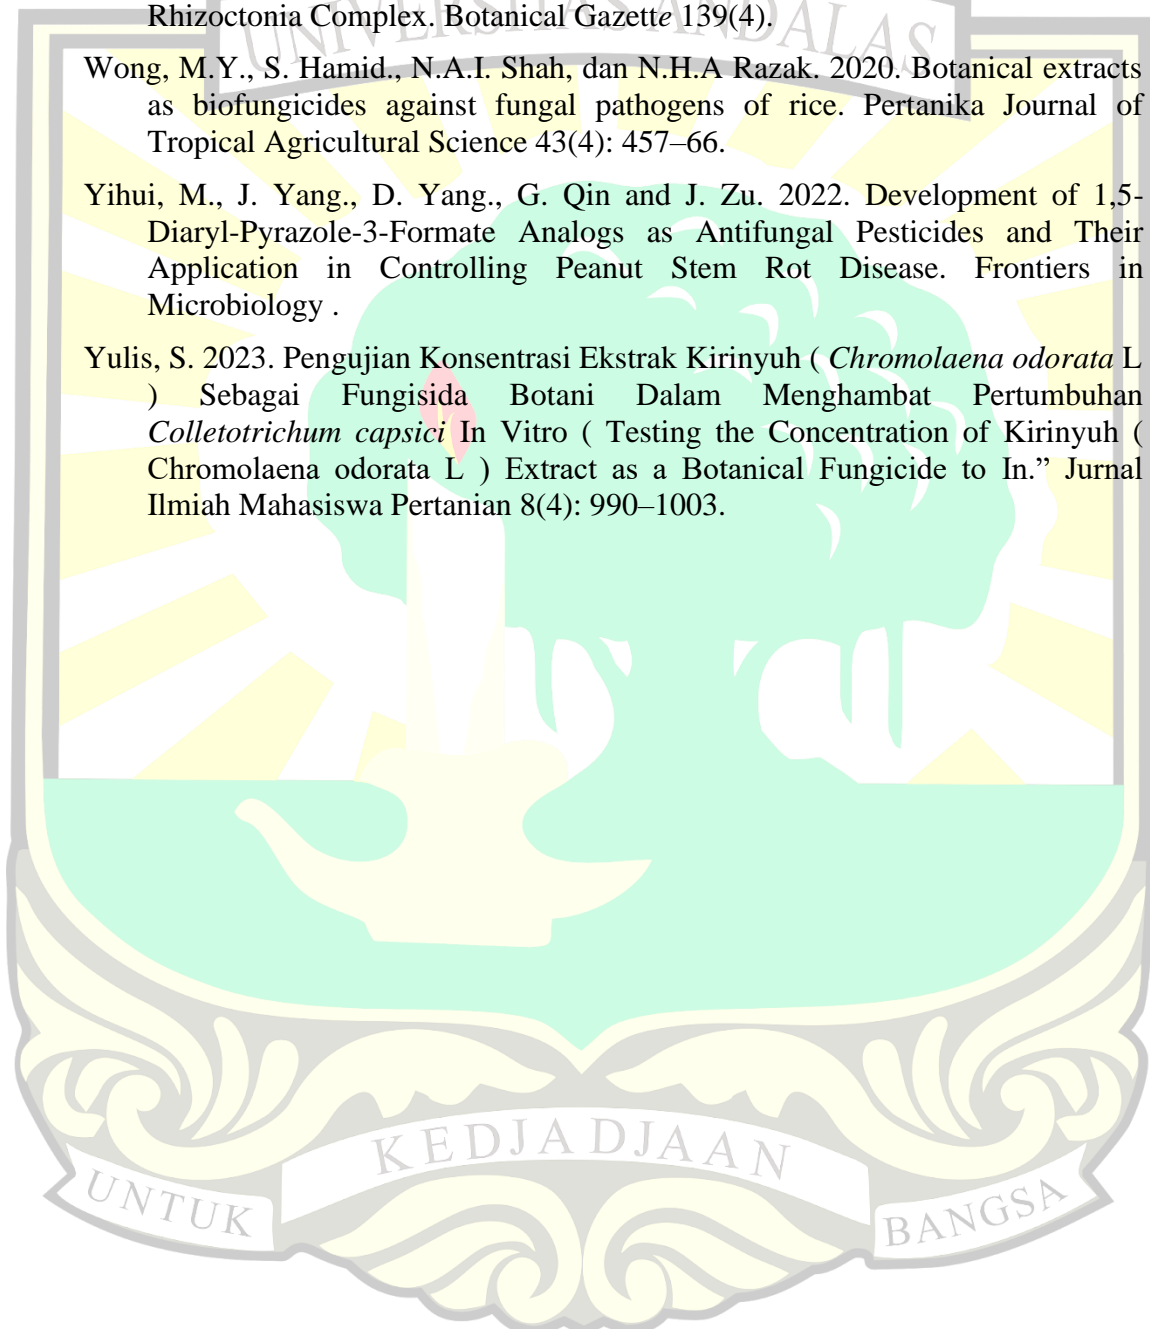 Rhizoctonia Complex. Botanical Gazette 139(4).
UNIVERSITAS ANDALAS
Wong, M.Y., S. Hamid., N.A.I. Shah, dan N.H.A Razak. 2020. Botanical extracts
as biofungicides against fungal pathogens of rice. Pertanika Journal of
Tropical Agricultural Science 43(4): 457–66.
Yihui, M., J. Yang., D. Yang., G. Qin and J. Zu. 2022. Development of 1,5-
Diaryl-Pyrazole-3-Formate Analogs as Antifungal Pesticides and Their
Application in Controlling Peanut Stem Rot Disease. Frontiers in
Microbiology .
Yulis, S. 2023. Pengujian Konsentrasi Ekstrak Kirinyuh ( Chromolaena odorata L
) Sebagai Fungisida Botani Dalam Menghambat Pertumbuhan
Colletotrichum capsici In Vitro ( Testing the Concentration of Kirinyuh (
Chromolaena odorata L ) Extract as a Botanical Fungicide to In.” Jurnal
Ilmiah Mahasiswa Pertanian 8(4): 990–1003.
UNTUK KEDJADJAAN BANGSA